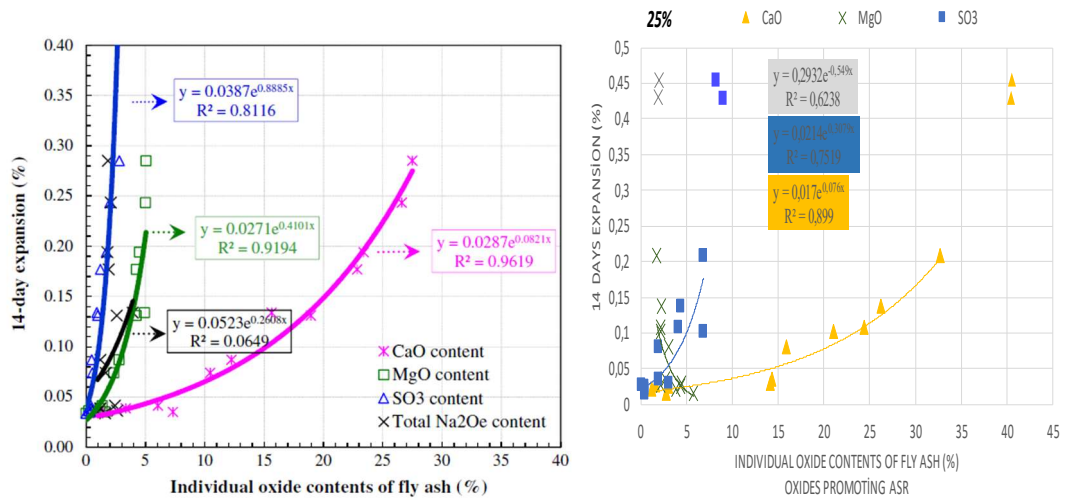 0.40
0.35
0.30
0.25
0.20
0.15
0.10
0.05
0.00
14-day expansion (%)
y = 0.0387e^0.8885x
R² = 0.8116
y = 0.0271e^0.4101x
R² = 0.9194
y = 0.0287e^0.0821x
R² = 0.9619
y = 0.0523e^0.2608x
R² = 0.0649
CaO content
MgO content
SO3 content
Total Na2Oe content
0 5 10 15 20 25 30 35 40
Individual oxide contents of fly ash (%)
25%
CaO MgO SO3
0,5
0,45
0,4
0,35
0,3
0,25
0,2
0,15
0,1
0,05
0
14 DAYS EXPANSİON (%)
y = 0,2932e^-0,549x
R² = 0,6238
y = 0,0214e
R² = 0,7519
y = 0,017e^0,076x
R² = 0,899
0 5 10 15 20 25 30 35 40 45
INDIVIDUAL OXIDE CONTENTS OF FLY ASH (%)
OXIDES PROMOTING ASR